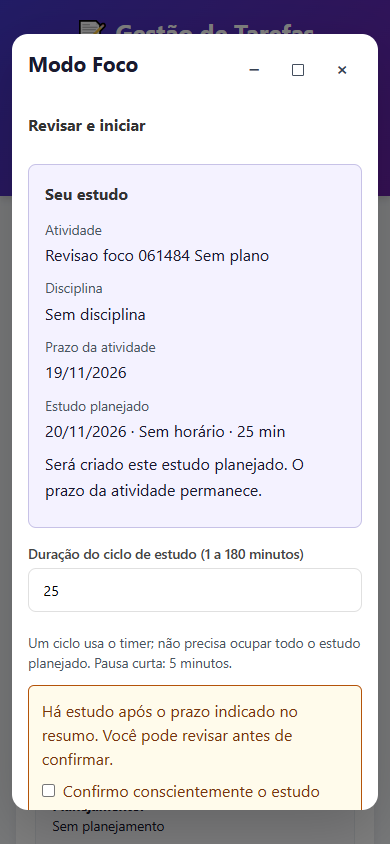 Gestão de Tarefas
Modo Foco
Revisar e iniciar
Seu estudo
Atividade
Revisao foco 061484 Sem plano
Disciplina
Sem disciplina
Prazo da atividade
19/11/2026
Estudo planejado
20/11/2026 · Sem horário · 25 min
Será criado este estudo planejado. O
prazo da atividade permanece.
Duração do ciclo de estudo (1 a 180 minutos)
25
Um ciclo usa o timer; não precisa ocupar todo o estudo
planejado. Pausa curta: 5 minutos.
Há estudo após o prazo indicado no
resumo. Você pode revisar antes de
confirmar.
Confirmo conscientemente o estudo
Sem planejamento